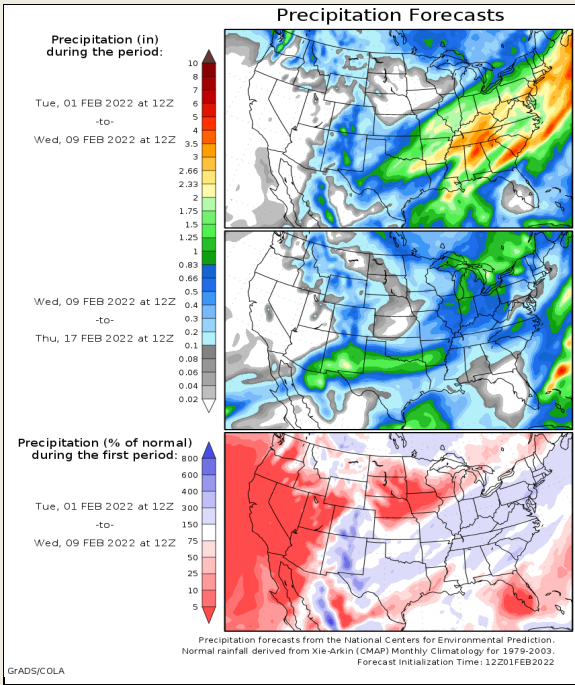 Precipitation Forecasts
Precipitation (in)
during the period:
Tue, 01 FEB 2022 at 12Z
-to-
Wed, 09 FEB 2022 at 12Z
10
9
8
7
6
5
4
3.5
3
2.66
2.33
2
1.75
1.5
1.25
1
0.83
0.66
0.5
0.4
0.3
0.2
0.1
0.08
0.06
0.04
0.02
Wed, 09 FEB 2022 at 12Z
-to-
Thu, 17 FEB 2022 at 12Z
Precipitation (% of normal)
during the first period:
Tue, 01 FEB 2022 at 12Z
-to-
Wed, 09 FEB 2022 at 12Z
800
600
400
300
150
75
50
25
10
5
Precipitation forecasts from the National Centers for Environmental Prediction.
Normal rainfall derived from Xie-Arkin (CMAP) Monthly Climatology for 1979-2003.
Forecast Initialization Time: 12Z01FEB2022
GrADS/COLA